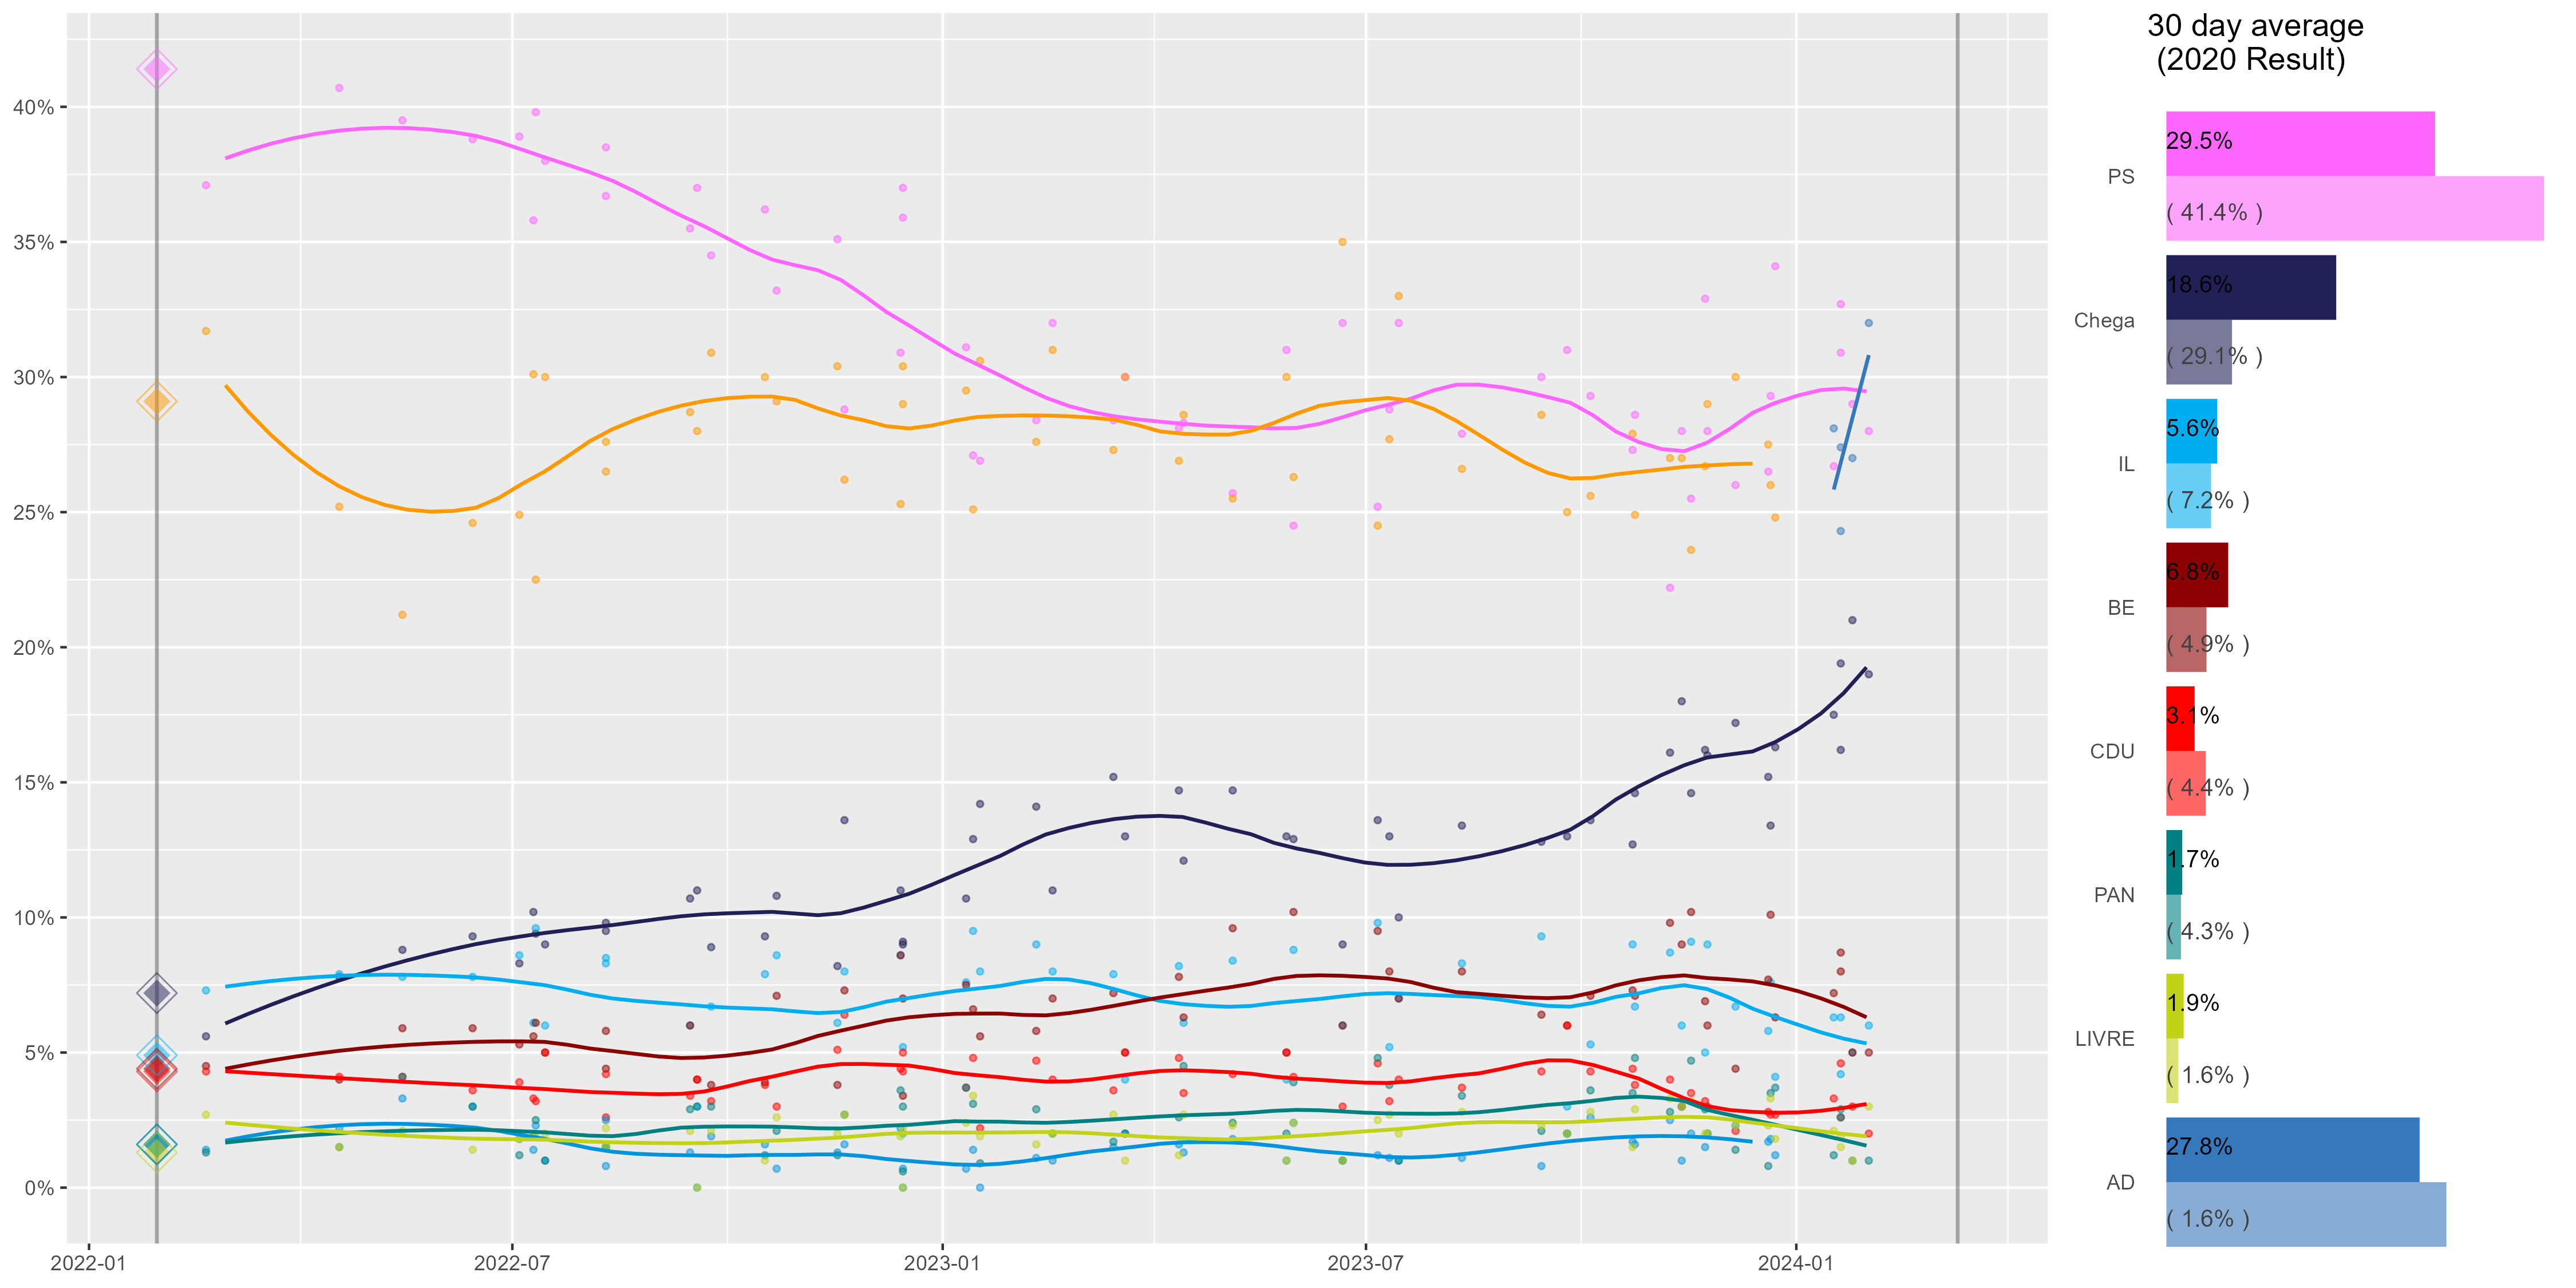 30 day average
(2020 Result)
40%
35%
30%
25%
20%
15%
10%
5%
0%
2022-01
2022-07
2023-01
2023-07
2024-01
PS
29.5%
( 41.4% )
Chega
18.6%
( 29.1% )
IL
5.6%
( 7.2% )
BE
6.8%
( 4.9% )
CDU
3.1%
( 4.4% )
PAN
1.7%
( 4.3% )
LIVRE
1.9%
( 1.6% )
AD
27.8%
( 1.6% )